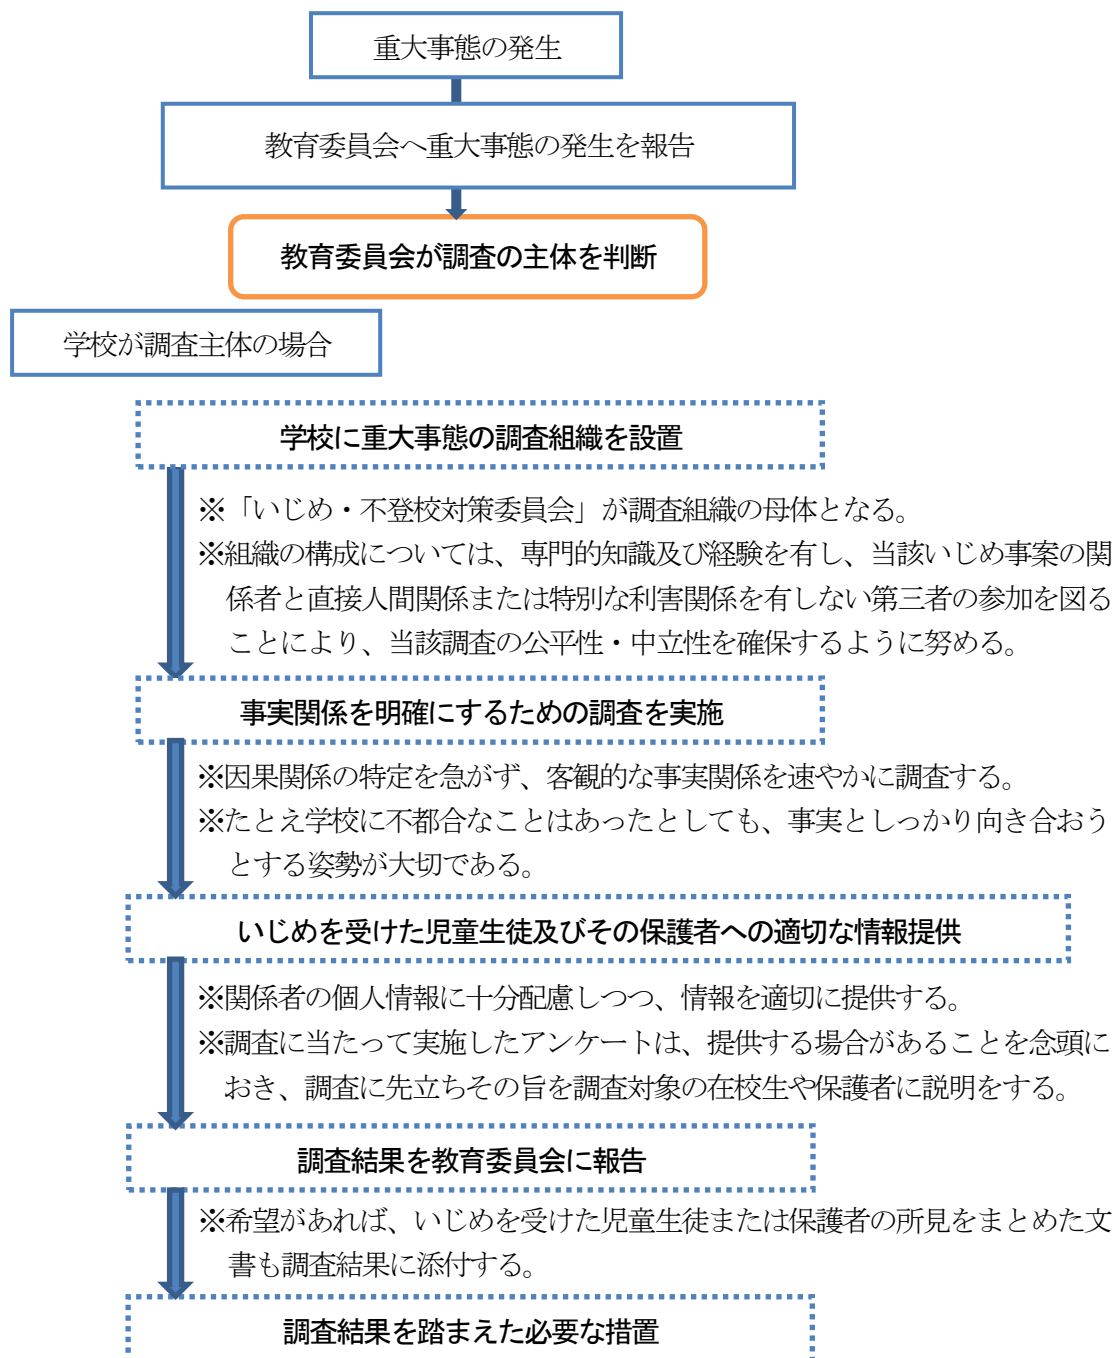 重大事態の発生
教育委員会へ重大事態の発生を報告
教育委員会が調査の主体を判断
学校が調査主体の場合
学校に重大事態の調査組織を設置
※「いじめ・不登校対策委員会」が調査組織の母体となる。
※組織の構成については、専門的知識及び経験を有し、当該いじめ事案の関
係者と直接人間関係または特別な利害関係を有しない第三者の参加を図る
ことにより、当該調査の公平性・中立性を確保するように努める。
事実関係を明確にするための調査を実施
※因果関係の特定を急がず、客観的な事実関係を速やかに調査する。
※たとえ学校に不都合なことはあったとしても、事実としっかり向き合おう
とする姿勢が大切である。
いじめを受けた児童生徒及びその保護者への適切な情報提供
※関係者の個人情報に十分配慮しつつ、情報を適切に提供する。
※調査に当たって実施したアンケートは、提供する場合があることを念頭に
おき、調査に先立ちその旨を調査対象の在校生や保護者に説明をする。
調査結果を教育委員会に報告
※希望があれば、いじめを受けた児童生徒または保護者の所見をまとめた文
書も調査結果に添付する。
調査結果を踏まえた必要な措置